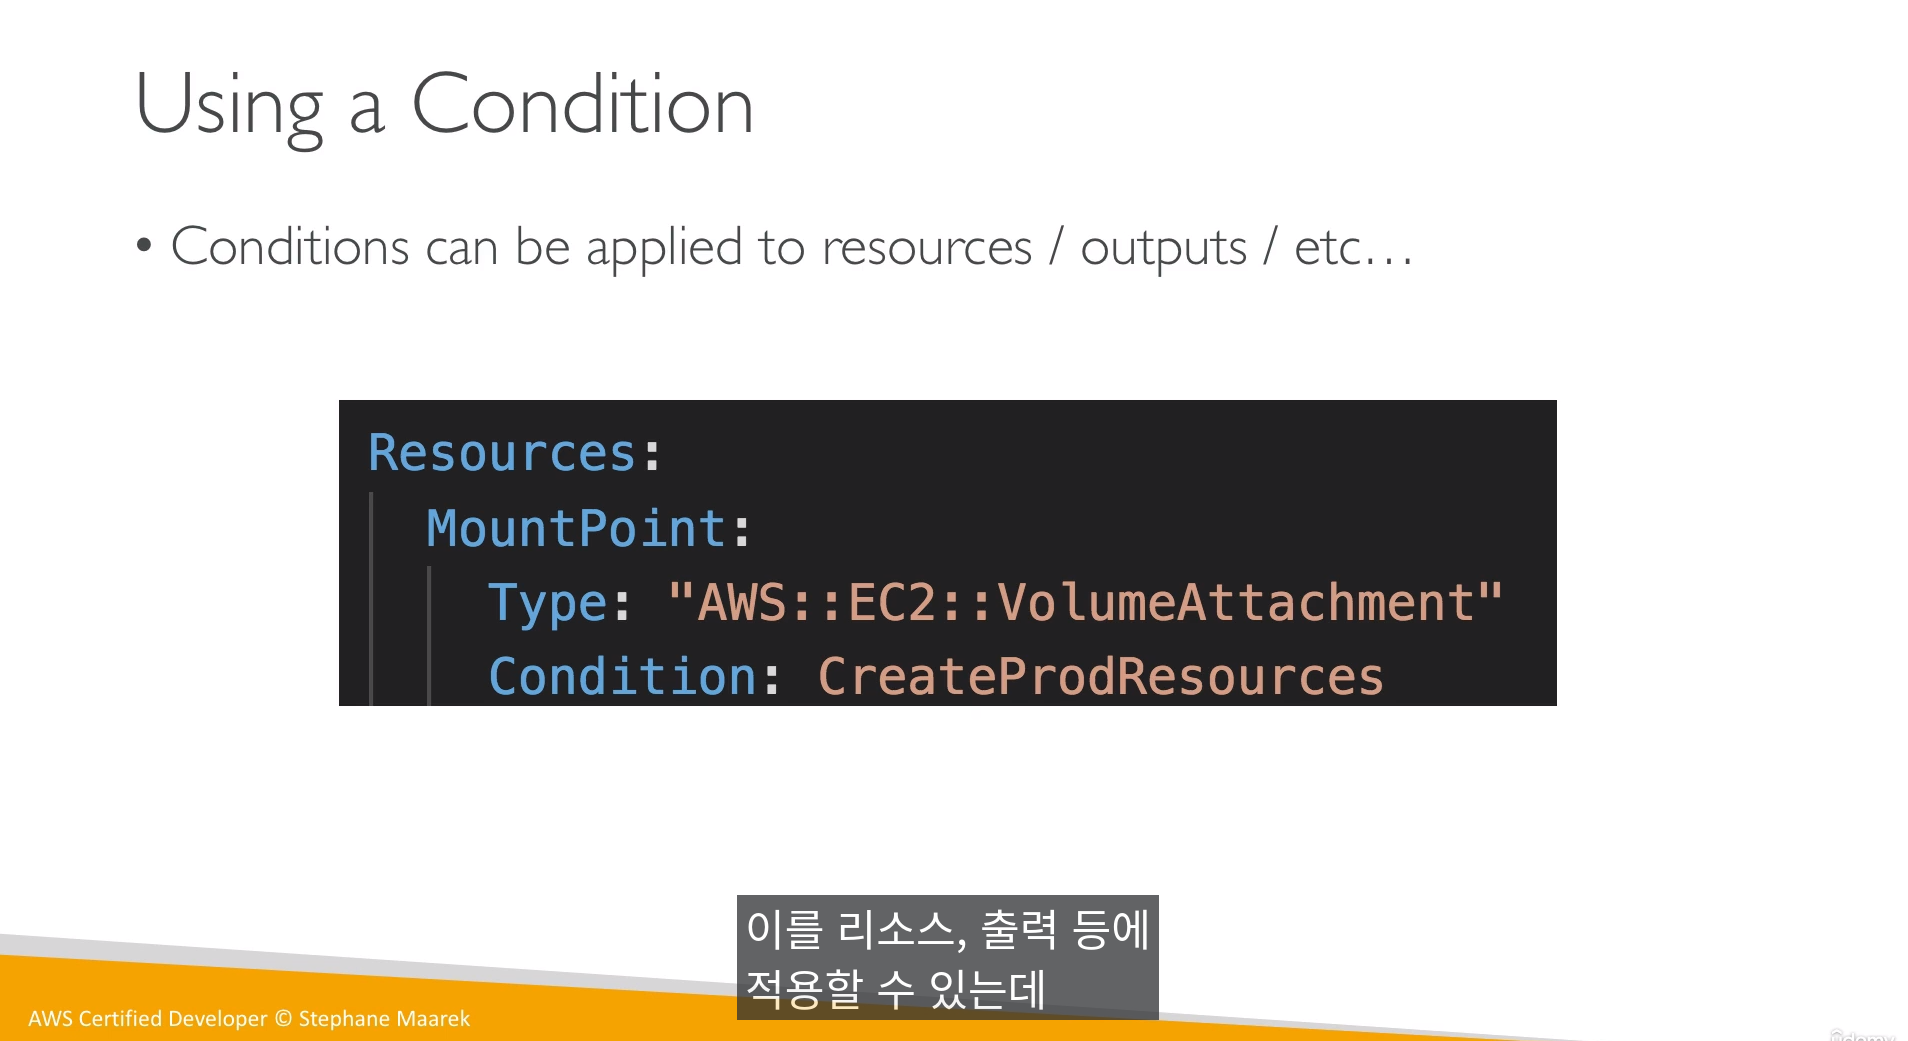 Using a Condition
• Conditions can be applied to resources / outputs / etc…
Resources:
MountPoint:
Type: "AWS::EC2::VolumeAttachment"
Condition: CreateProdResources
이를 리소스, 출력 등에
적용할 수 있는데
AWS Certified Developer © Stephane Maarek